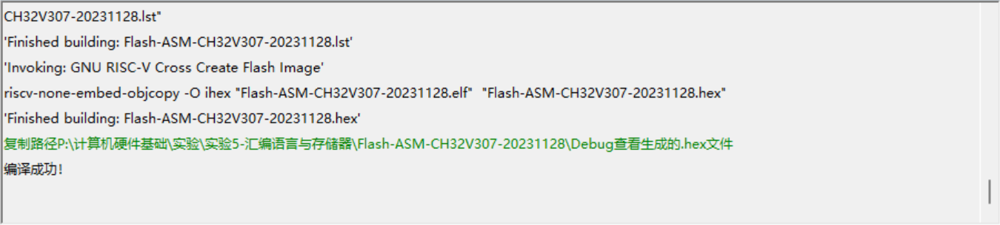 CH32V307-20231128.lst"
'Finished building: Flash-ASM-CH32V307-20231128.lst'
'Invoking: GNU RISC-V Cross Create Flash Image'
riscv-none-embed-objcopy -O ihex "Flash-ASM-CH32V307-20231128.elf"  "Flash-ASM-CH32V307-20231128.hex"
'Finished building: Flash-ASM-CH32V307-20231128.hex'
复制路径P:\计算机硬件基础\实验\实验5-汇编语言与存储器\Flash-ASM-CH32V307-20231128\Debug查看生成的.hex文件
编译成功!